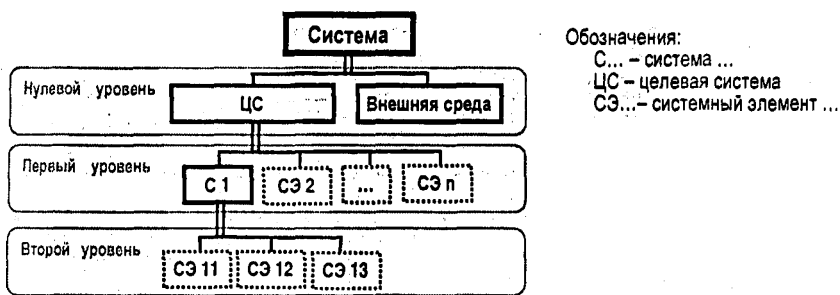 Система
Обозначения:
С... – система ...
ЦС – целевая система
СЭ...– системный элемент ...
Нулевой уровень
ЦС
Внешняя среда
Первый уровень
С 1
СЭ 2
...
СЭ n
Второй уровень
СЭ 11
СЭ 12
СЭ 13